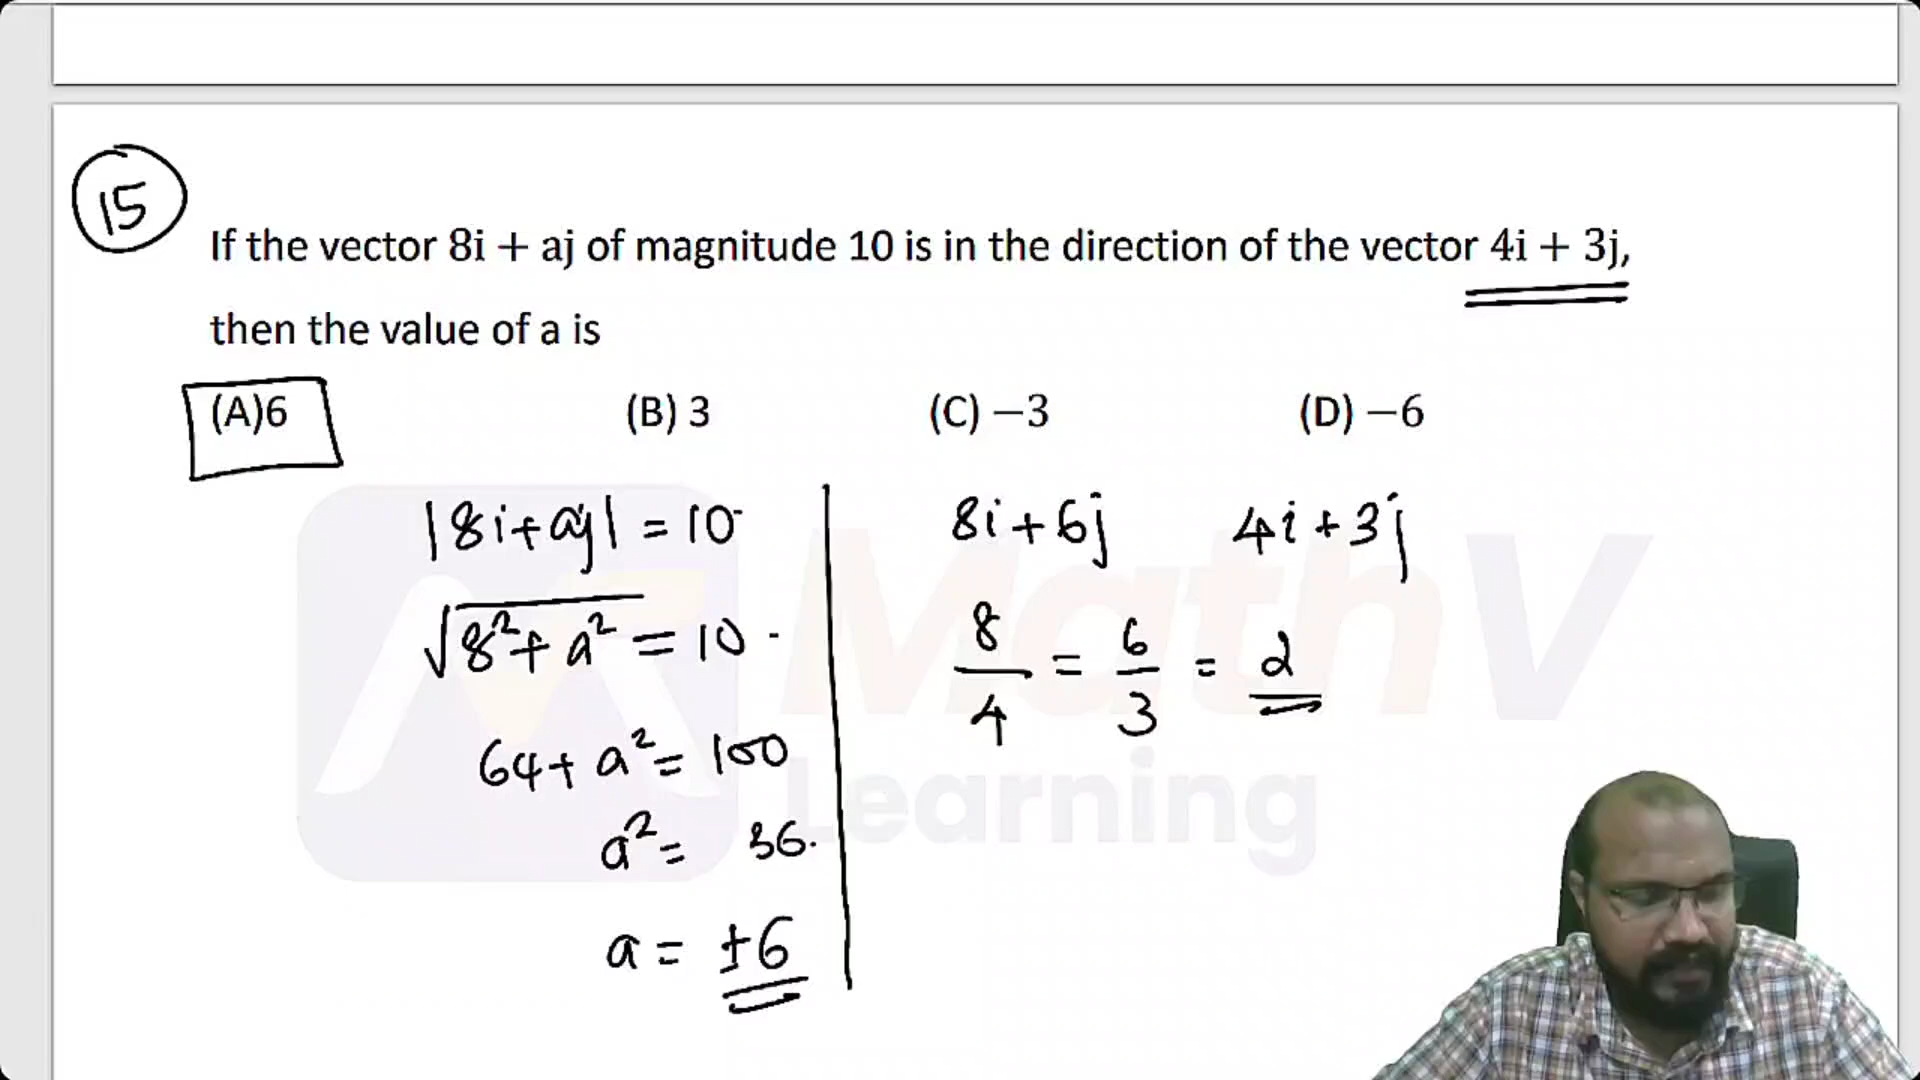 15
If the vector 8i + aj of magnitude 10 is in the direction of the vector 4i + 3j,
then the value of a is
(A)6 (B) 3 (C) −3 (D) −6
|8i+aj| = 10
√8²+a² = 10
64+a² = 100
a² = 36.
a = ±6
8i+6j 4i+3j
8/4 = 6/3 = 2
MathV
Learning